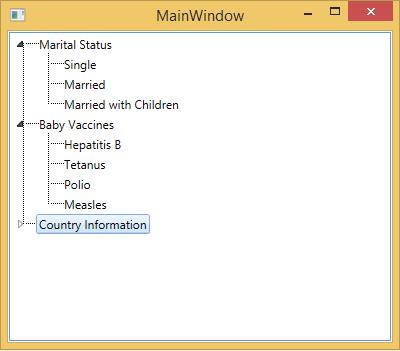 MainWindow
Marital Status
Single
Married
Married with Children
Baby Vaccines
Hepatitis B
Tetanus
Polio
Measles
Country Information